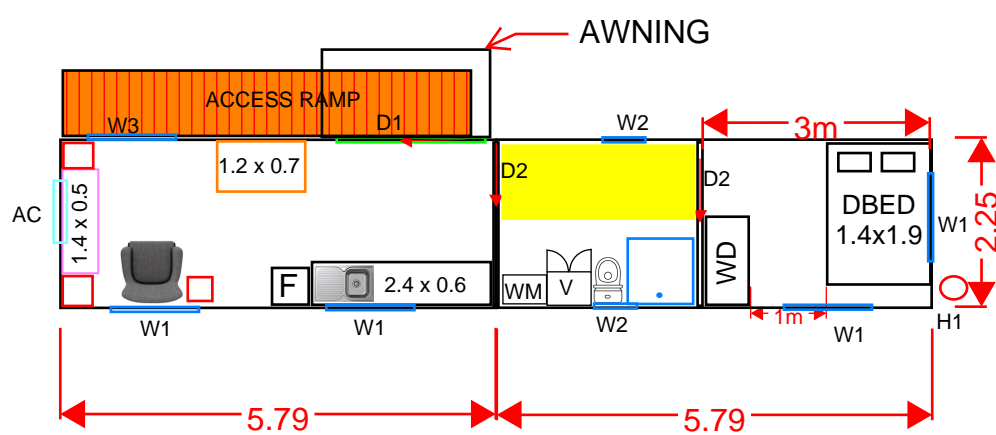 AWNING
ACCESS RAMP
W3
D1
W2
3m
1.2 x 0.7
D2
D2
AC
1.4 x 0.5
DBED
1.4x1.9
W1
2.25
WD
F
2.4 x 0.6
WM
V
W1
W1
W2
1m
W1
H1
5.79
5.79